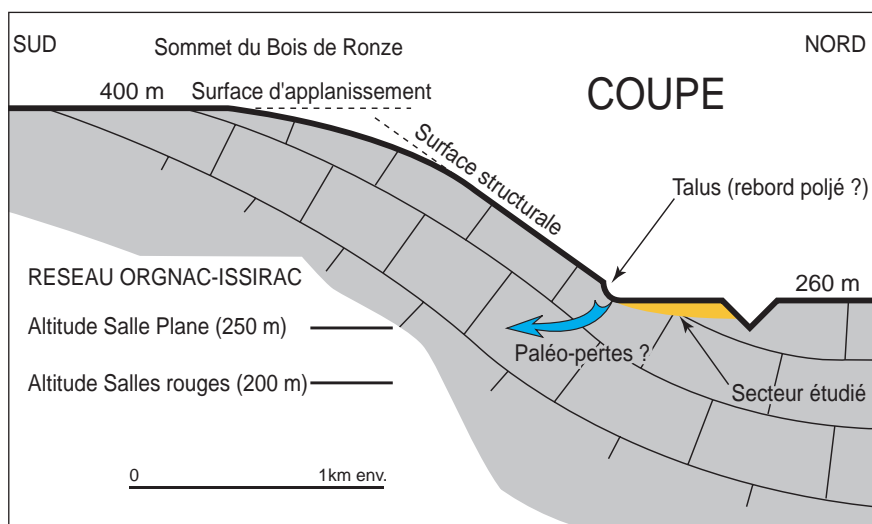 SUD
NORD
Sommet du Bois de Ronze
400 m
Surface d'applanissement
COUPE
Surface structurale
Talus (rebord poljé ?)
RESEAU ORGNAC-ISSIRAC
260 m
Altitude Salle Plane (250 m)
Paléo-pertes ?
Altitude Salles rouges (200 m)
Secteur étudié
0
1km env.